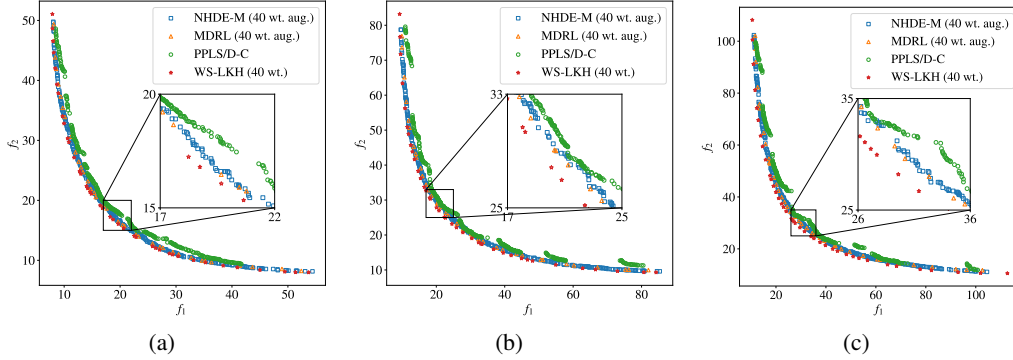 50
40
30
20
10
f2
10
20
30
40
50
f1
NHDE-M (40 wt. aug.)
MDRL (40 wt. aug.)
PPLS/D-C
WS-LKH (40 wt.)
20
15
17
22
(a)
80
70
60
50
40
30
20
10
f2
20
40
60
80
f1
NHDE-M (40 wt. aug.)
MDRL (40 wt. aug.)
PPLS/D-C
WS-LKH (40 wt.)
33
25
17
25
(b)
100
80
60
40
20
f2
20
40
60
80
100
f1
NHDE-M (40 wt. aug.)
MDRL (40 wt. aug.)
PPLS/D-C
WS-LKH (40 wt.)
35
25
26
36
(c)